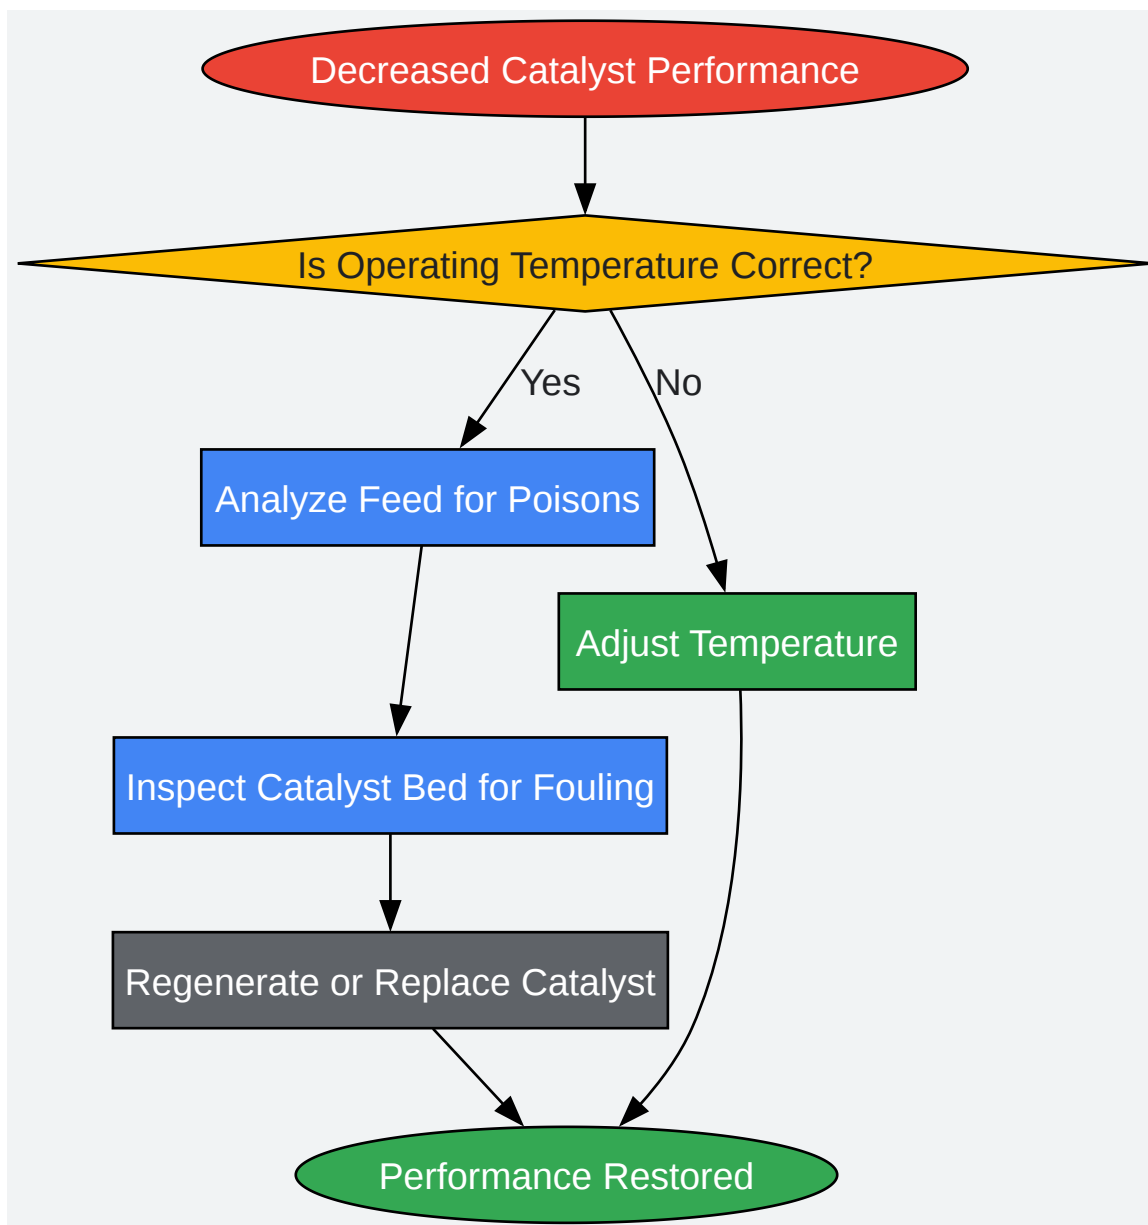 Decreased Catalyst Performance
Is Operating Temperature Correct?
Yes
No
Analyze Feed for Poisons
Adjust Temperature
Inspect Catalyst Bed for Fouling
Regenerate or Replace Catalyst
Performance Restored